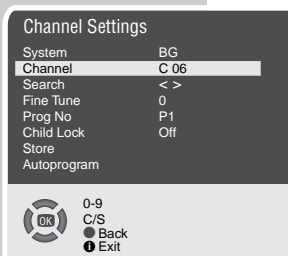 Channel Settings
System BG
Channel C 06
Search < >
Fine Tune 0
Prog No P1
Child Lock Off
Store
Autoprogram
OK
0-9
C/S
Back
i Exit